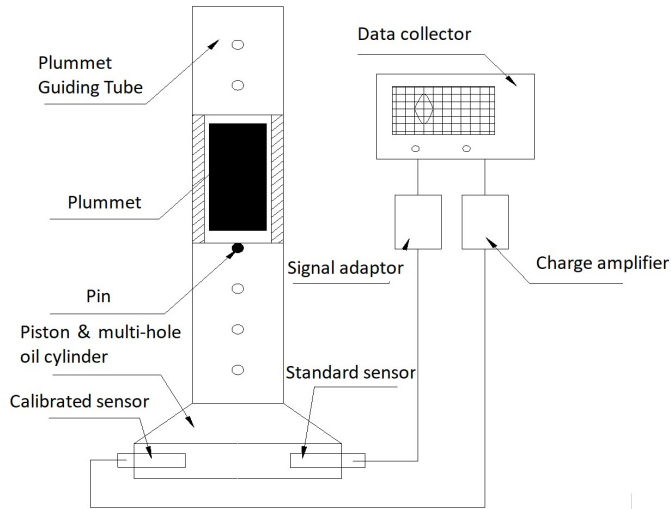 Data collector
Plummet
Guiding Tube
Plummet
Signal adaptor
Charge amplifier
Pin
Piston & multi-hole
oil cylinder
Standard sensor
Calibrated sensor